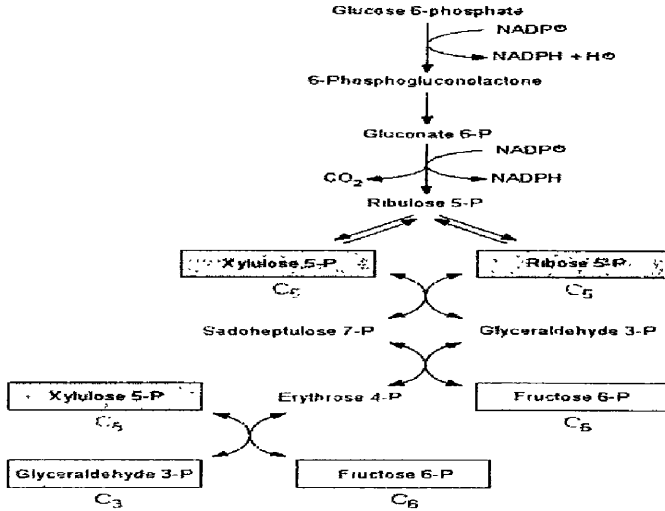 Glucose 6-phosphate
NADP⊕
NADPH + H⊕
6-Phosphogluconolactone
Gluconate 6-P
NADP⊕
CO₂
NADPH
Ribulose 5-P
Xylulose 5-P
Ribose 5-P
C₅
C₅
Sadoheptulose 7-P
Glyceraldehyde 3-P
Xylulose 5-P
Erythrose 4-P
Fructose 6-P
C₅
C₆
Glyceraldehyde 3-P
Fructose 6-P
C₃
C₆